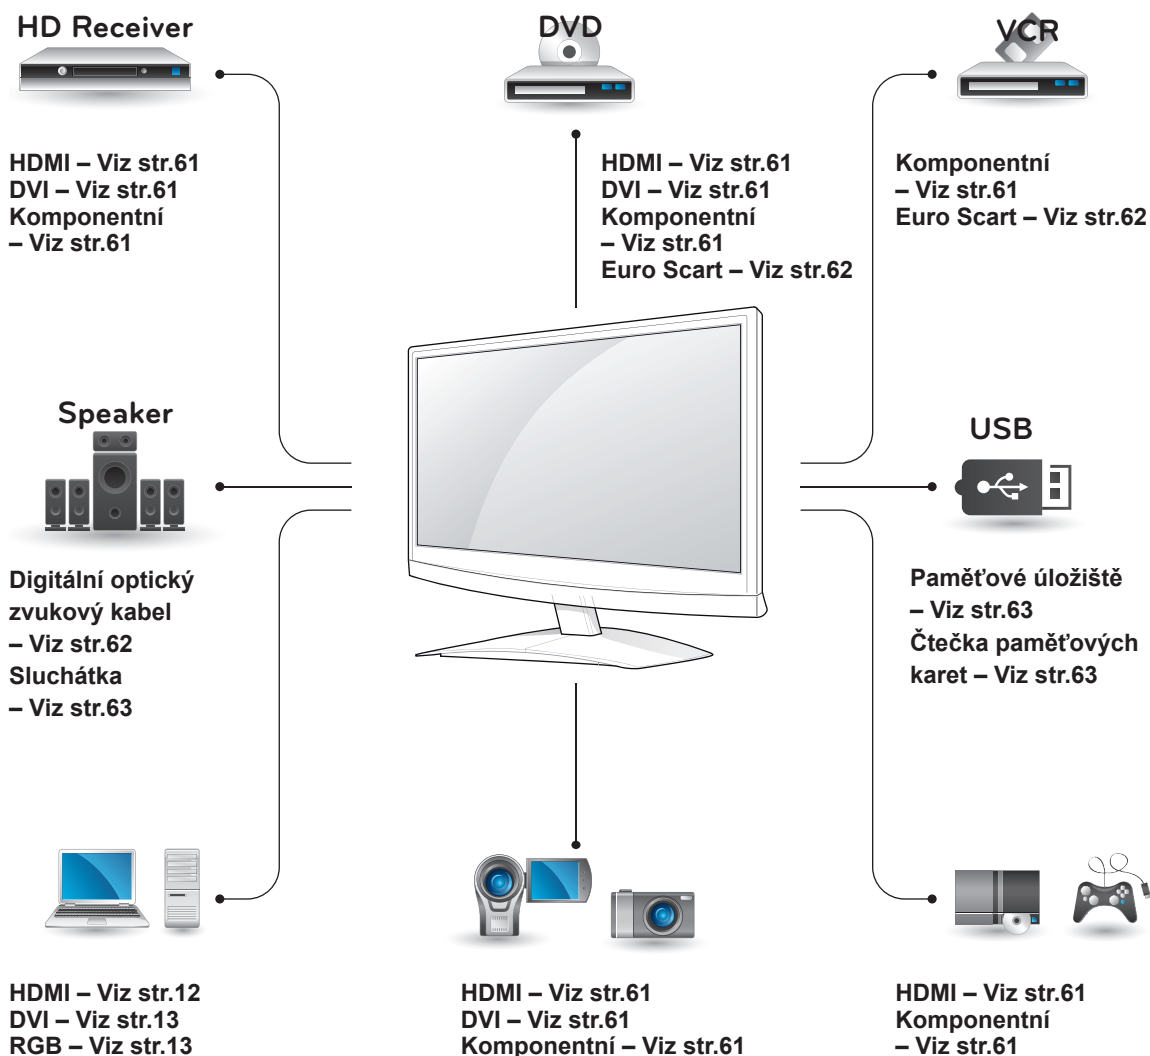 HD Receiver
HDMI – Viz str.61
DVI – Viz str.61
Komponentní
– Viz str.61
DVD
HDMI – Viz str.61
DVI – Viz str.61
Komponentní
– Viz str.61
Euro Scart – Viz str.62
VCR
Komponentní
– Viz str.61
Euro Scart – Viz str.62
Speaker
Digitální optický
zvukový kabel
– Viz str.62
Sluchátka
– Viz str.63
USB
Paměťové úložiště
– Viz str.63
Čtečka paměťových
karet – Viz str.63
HDMI – Viz str.12
DVI – Viz str.13
RGB – Viz str.13
HDMI – Viz str.61
DVI – Viz str.61
Komponentní – Viz str.61
HDMI – Viz str.61
Komponentní
– Viz str.61